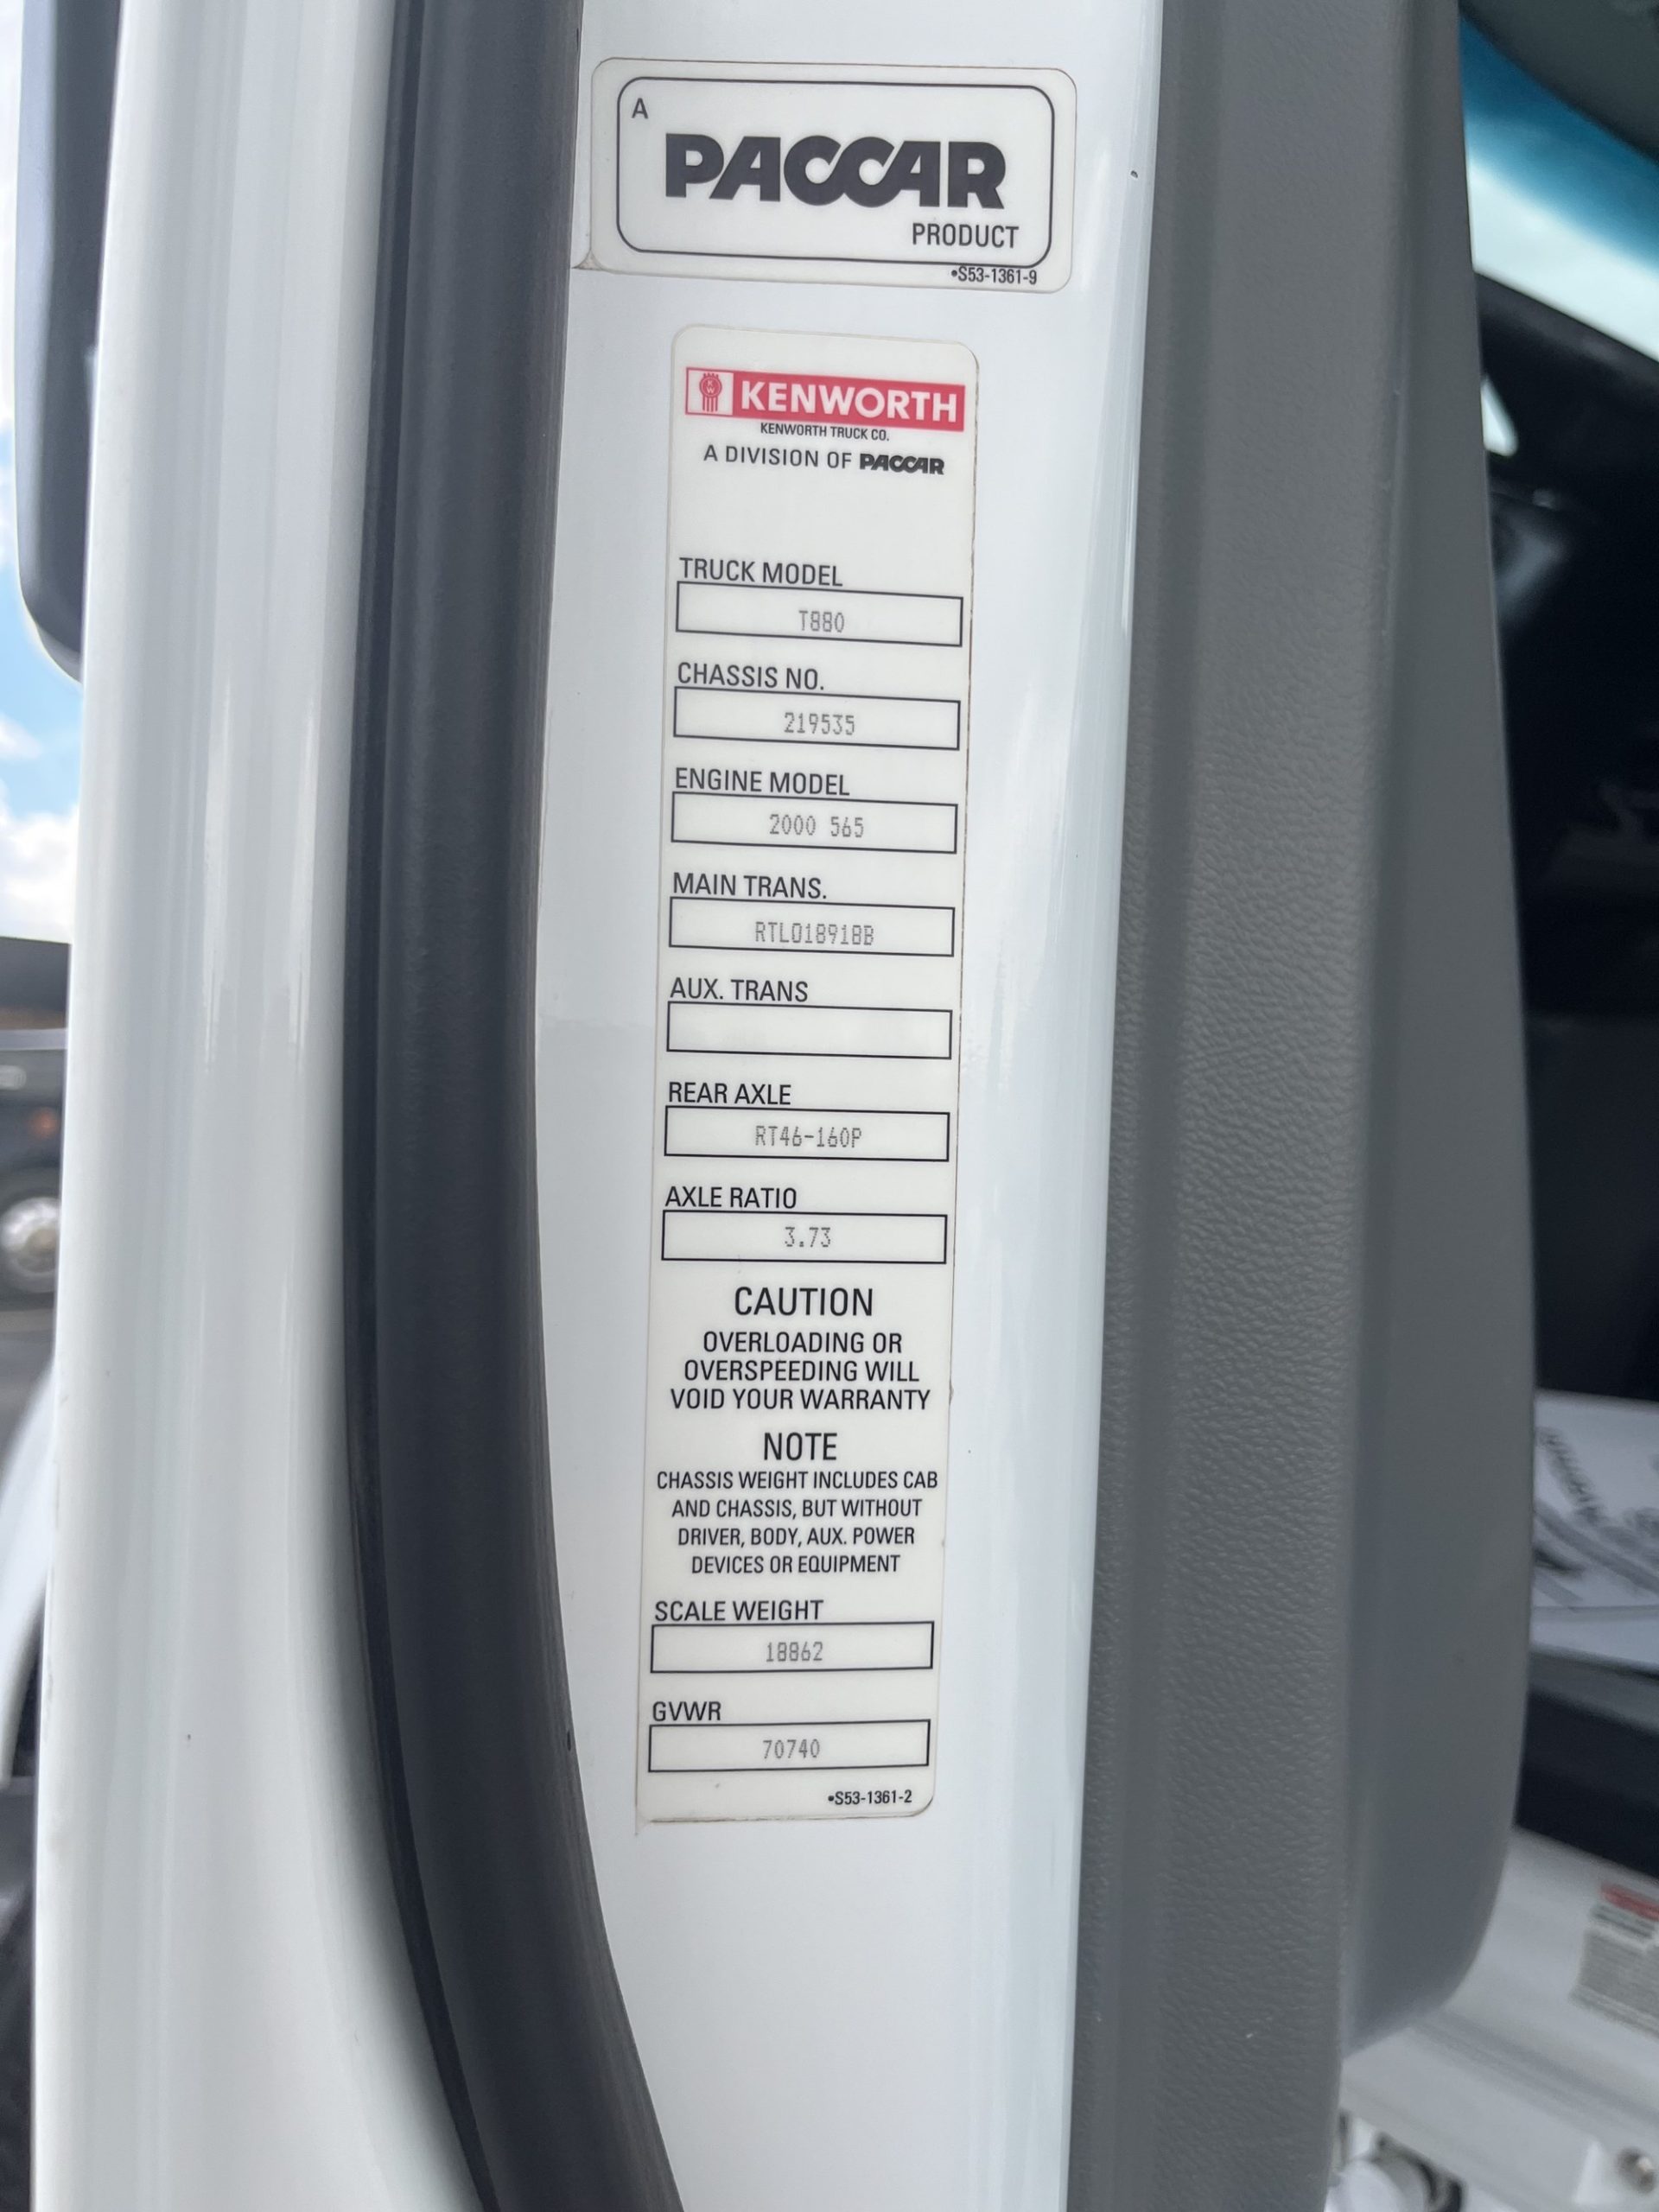 A
PACCAR
PRODUCT
•S53-1361-9
KENWORTH
KENWORTH TRUCK CO.
A DIVISION OF PACCAR
TRUCK MODEL
T880
CHASSIS NO.
219535
ENGINE MODEL
2000 565
MAIN TRANS.
RTLO18918B
AUX. TRANS
REAR AXLE
RT46-160P
AXLE RATIO
3.73
CAUTION
OVERLOADING OR
OVERSPEEDING WILL
VOID YOUR WARRANTY
NOTE
CHASSIS WEIGHT INCLUDES CAB
AND CHASSIS, BUT WITHOUT
DRIVER, BODY, AUX. POWER
DEVICES OR EQUIPMENT
SCALE WEIGHT
18862
GVWR
70740
•S53-1361-2